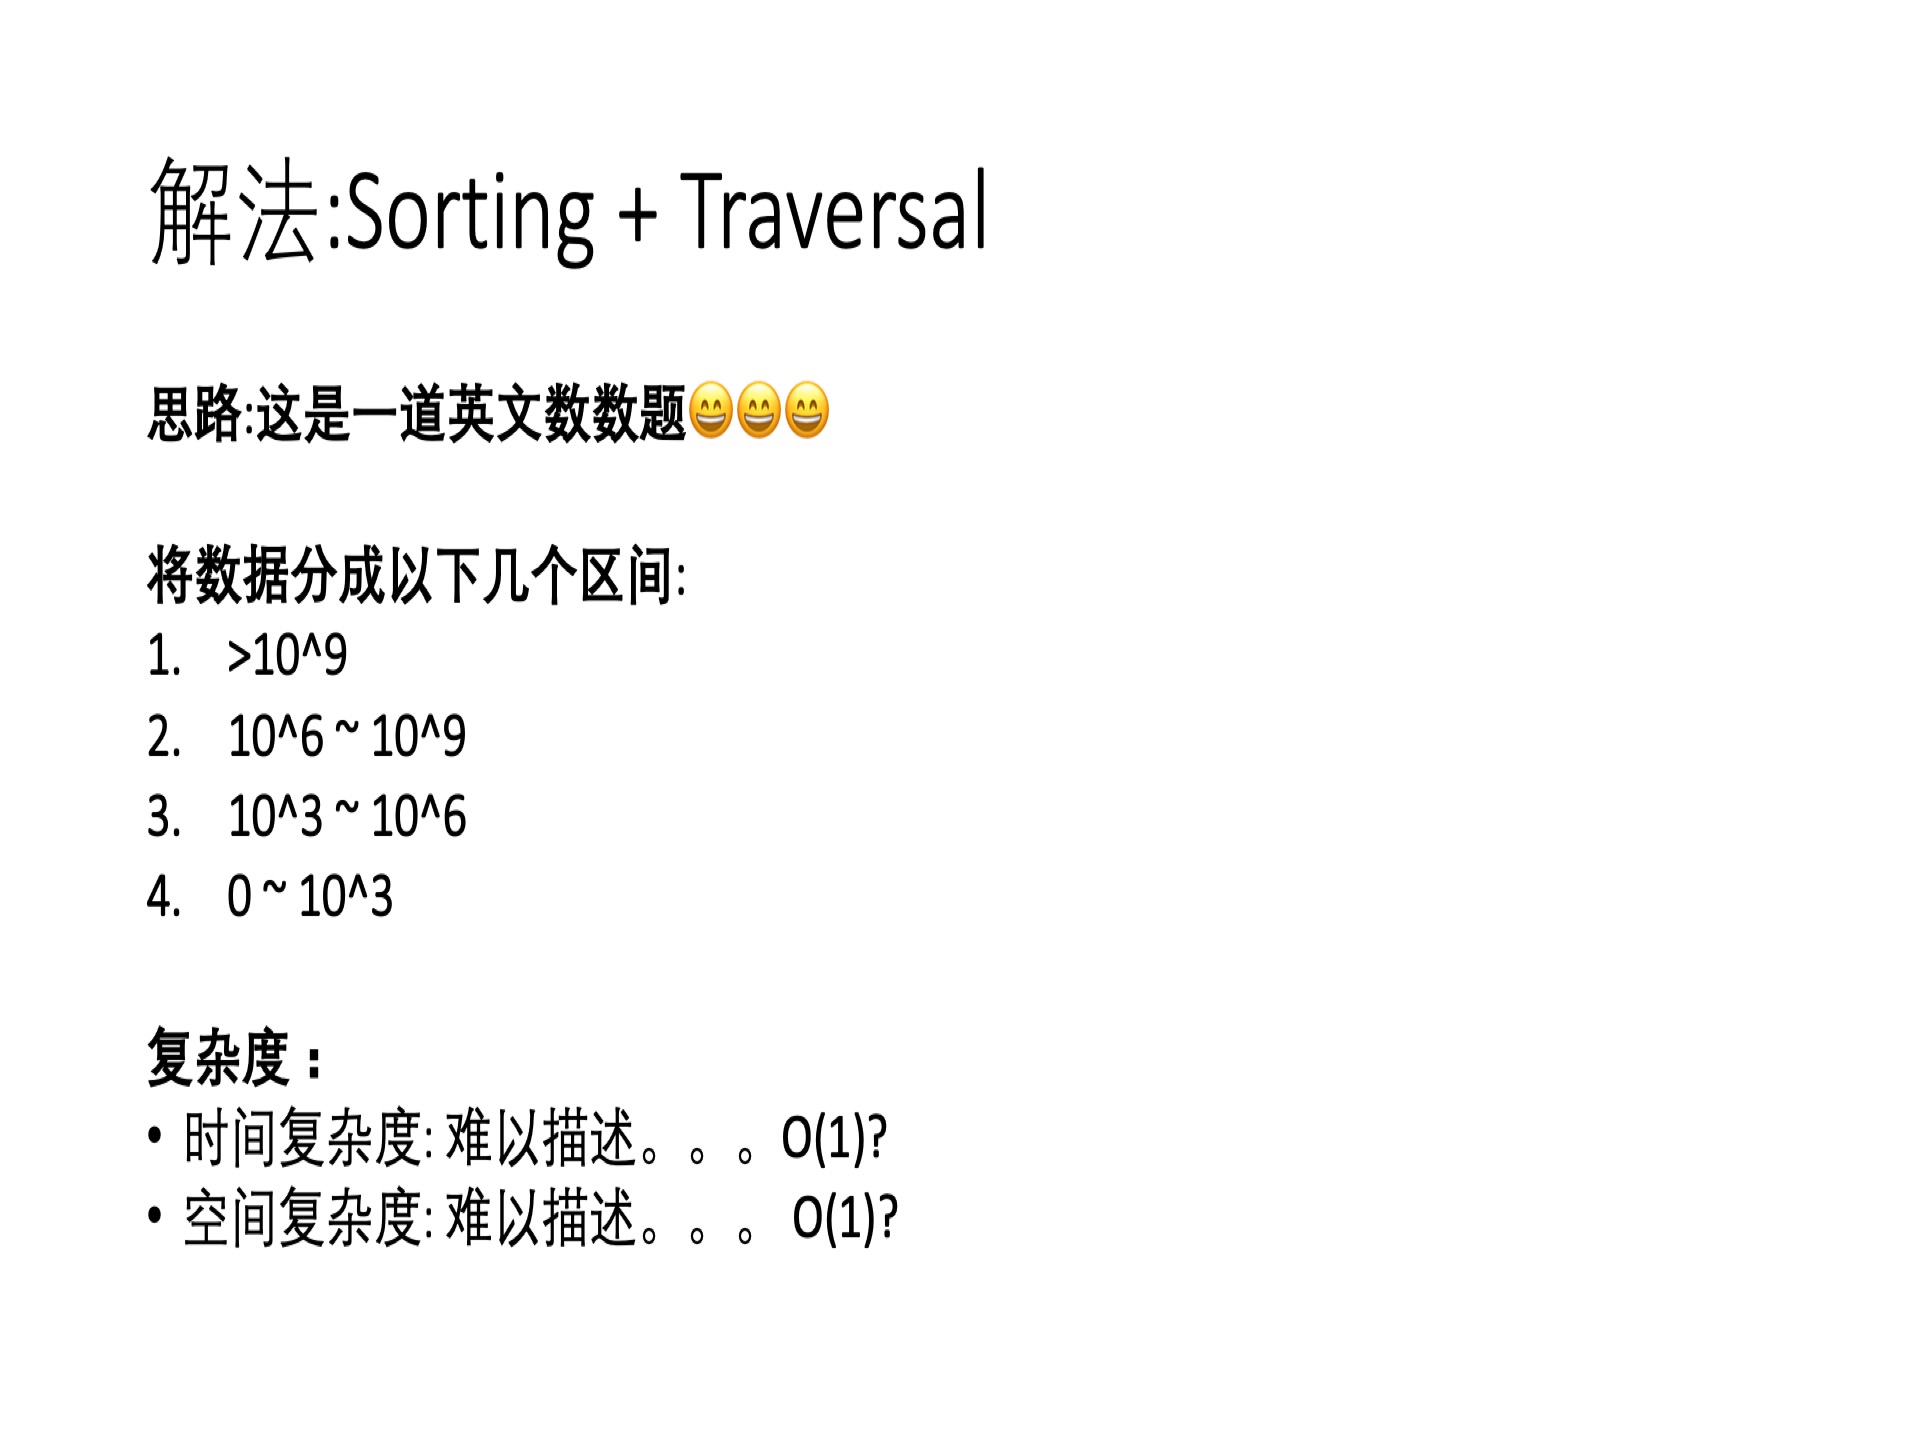 解法:Sorting + Traversal
思路:这是一道英文数数题😄😄😄
将数据分成以下几个区间:
1. >10^9
2. 10^6 ~ 10^9
3. 10^3 ~ 10^6
4. 0 ~ 10^3
复杂度：
• 时间复杂度: 难以描述。。。O(1)?
• 空间复杂度: 难以描述。。。 O(1)?